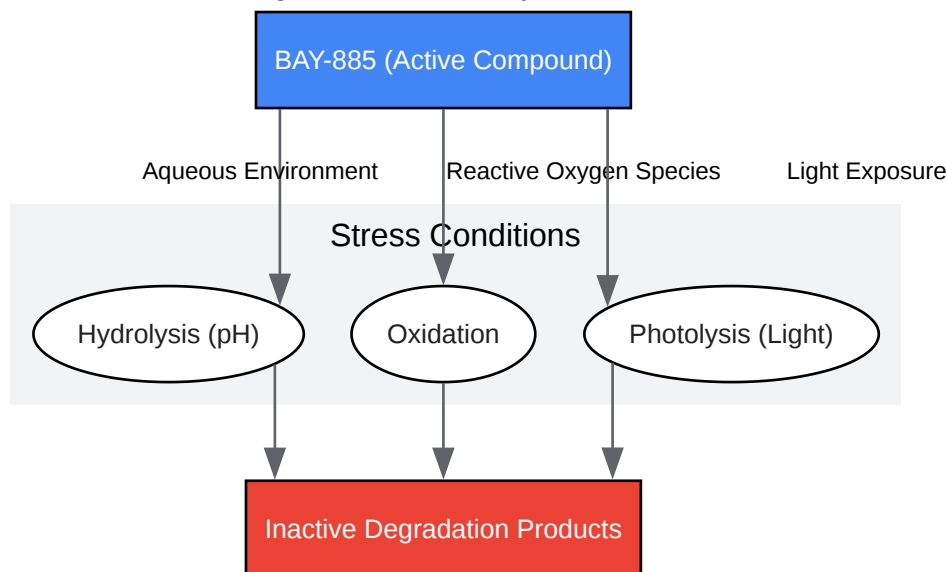 BAY-885 (Active Compound)
Aqueous Environment
Reactive Oxygen Species
Light Exposure
Stress Conditions
Hydrolysis (pH)
Oxidation
Photolysis (Light)
Inactive Degradation Products